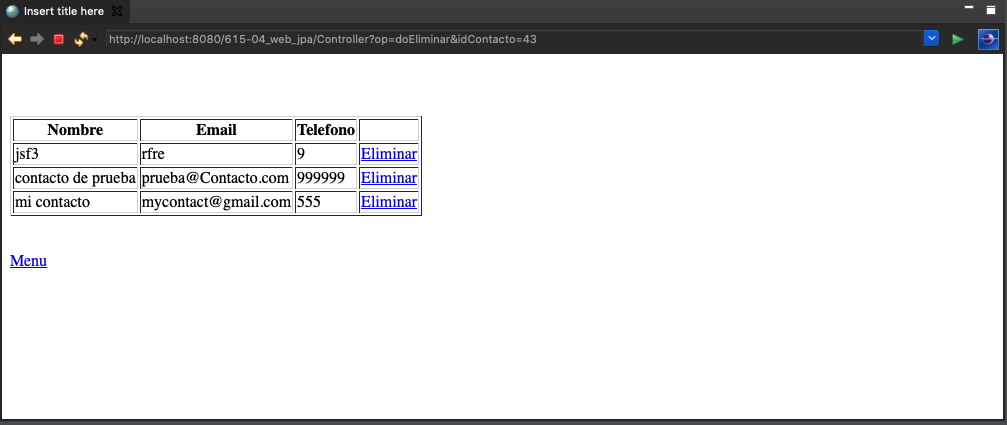 Insert title here
http://localhost:8080/615-04_web_jpa/Controller?op=doEliminar&idContacto=43
Nombre Email Telefono
jsf3 rfre 9 Eliminar
contacto de prueba prueba@Contacto.com 999999 Eliminar
mi contacto mycontact@gmail.com 555 Eliminar
Menu